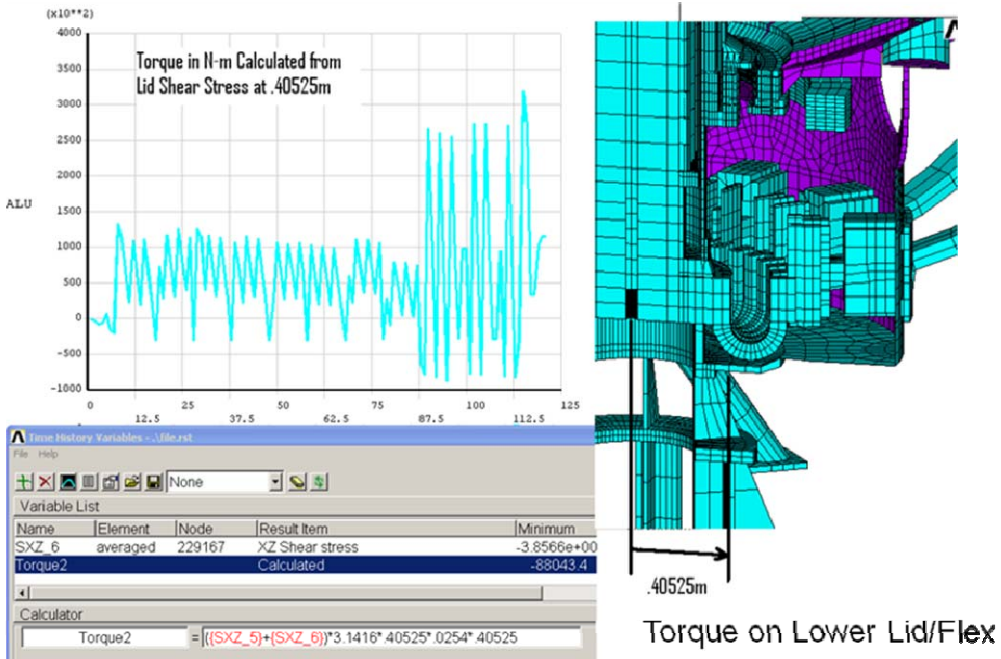 (x10**2)
4000
3500
3000
2500
2000
1500
1000
500
0
-500
-1000
Torque in N-m Calculated from
Lid Shear Stress at .40525m
ALU
0 25 50 75 100 125
12.5 37.5 62.5 87.5 112.5
Time History Variables - .\file.rst
File Help
None
Variable List
Name Element Node Result Item Minimum
SXZ_6 averaged 229167 XZ Shear stress -3.8566e+00
Torque2 Calculated -88043.4
Calculator
Torque2 = ({SXZ_5}+{SXZ_6})*3.1416*.40525*.0254*.40525
.40525m
Torque on Lower Lid/Flex